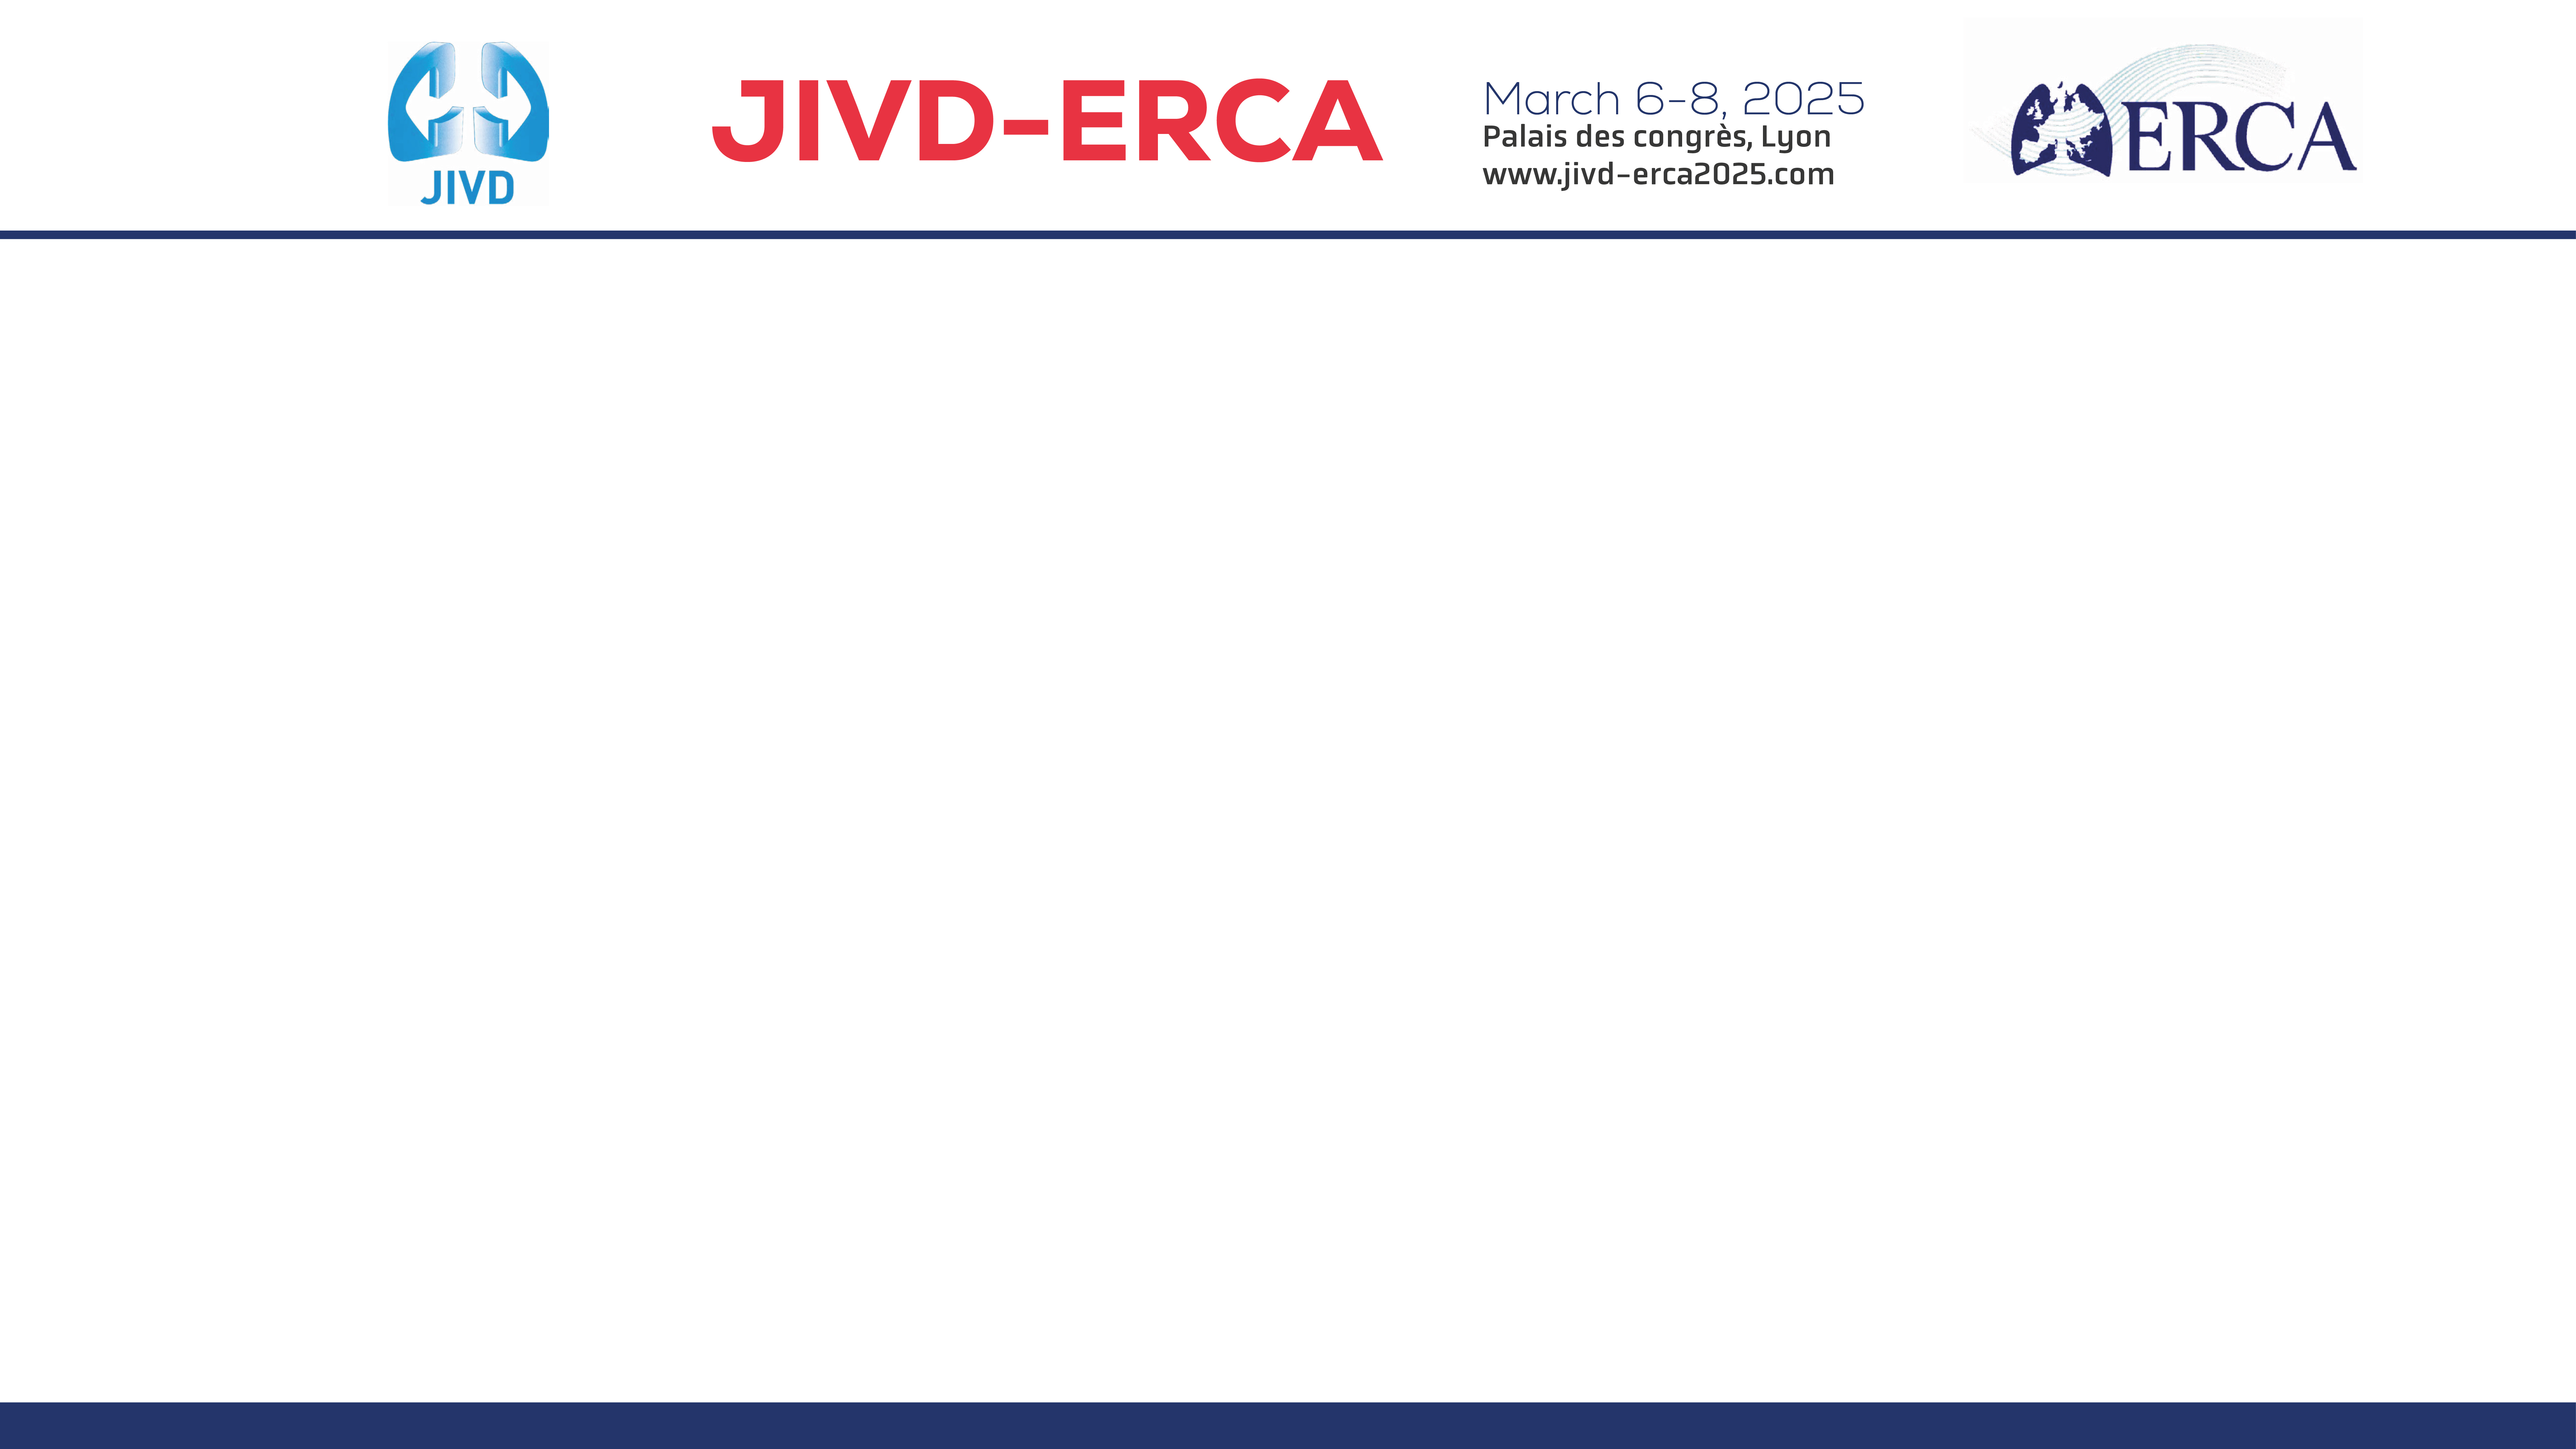 JIVD
JIVD-ERCA
March 6-8, 2025
Palais des congrès, Lyon
www.jivd-erca2025.com
ERCA